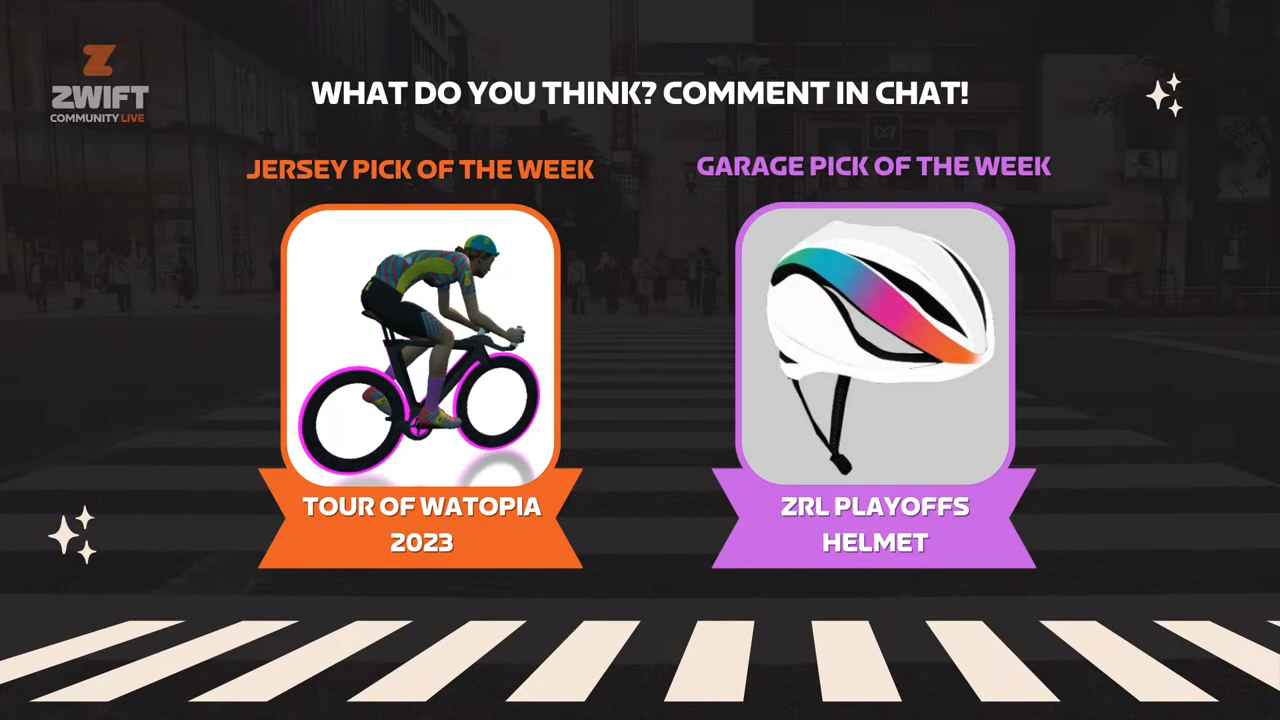 ZWIFT
COMMUNITY LIVE
WHAT DO YOU THINK? COMMENT IN CHAT!
JERSEY PICK OF THE WEEK
GARAGE PICK OF THE WEEK
TOUR OF WATOPIA
2023
ZRL PLAYOFFS
HELMET